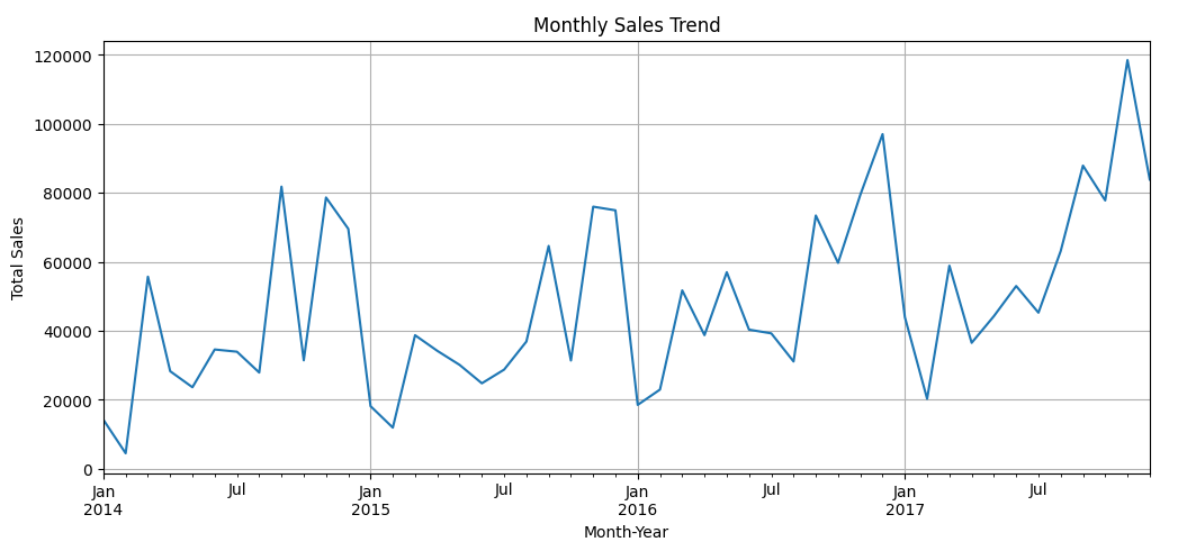 Monthly Sales Trend
120000
100000
80000
60000
40000
20000
0
Total Sales
Jan Jul Jan Jul Jan Jul Jan Jul
2014 2015 2016 2017
Month-Year